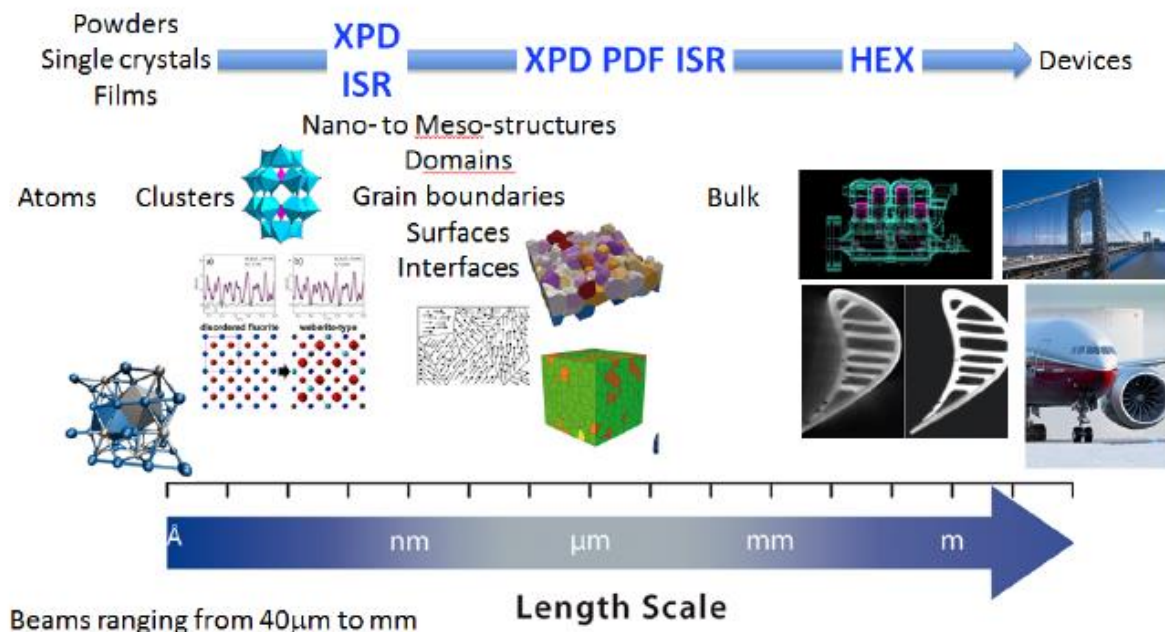 Powders
Single crystals
Films
XPD
ISR
XPD PDF ISR
HEX
Devices
Nano- to Meso-structures
Domains
Grain boundaries
Surfaces
Interfaces
Atoms
Clusters
Bulk
a)
b)
disordered fluorite
weberite-type
Å
nm
μm
mm
m
Length Scale
Beams ranging from 40μm to mm